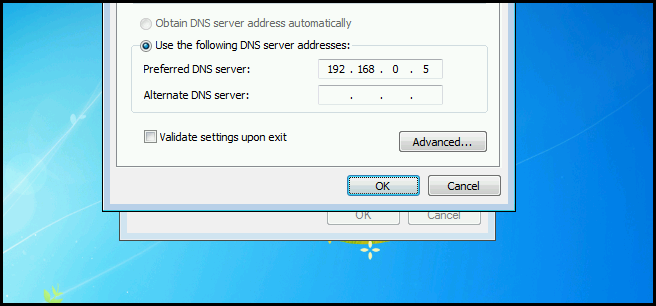 Obtain DNS server address automatically
Use the following DNS server addresses:
Preferred DNS server: 192 . 168 . 0 . 5
Alternate DNS server: . . .
Validate settings upon exit
Advanced...
OK Cancel
OK Cancel